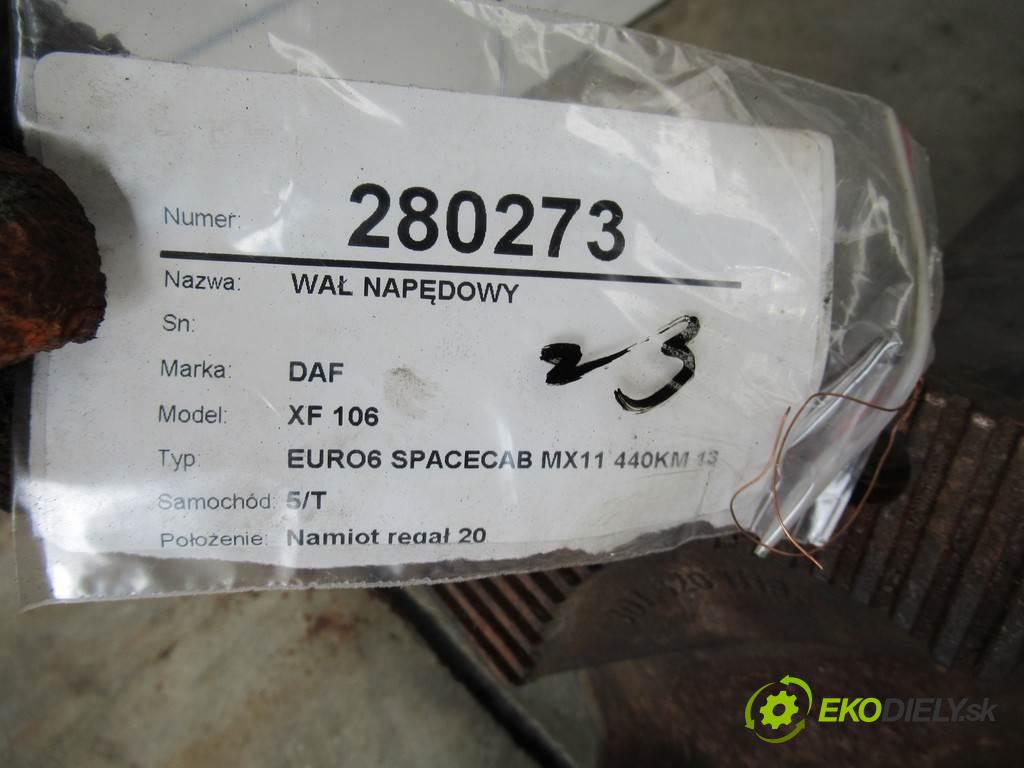 Numer: 280273
Nazwa: WAŁ NAPĘDOWY
Sn:
23
Marka: DAF
Model: XF 106
Typ: EURO6 SPACECAB MX11 440KM 13
Samochód: 5/T
Położenie: Namiot regał 20
EKODIELY.sk